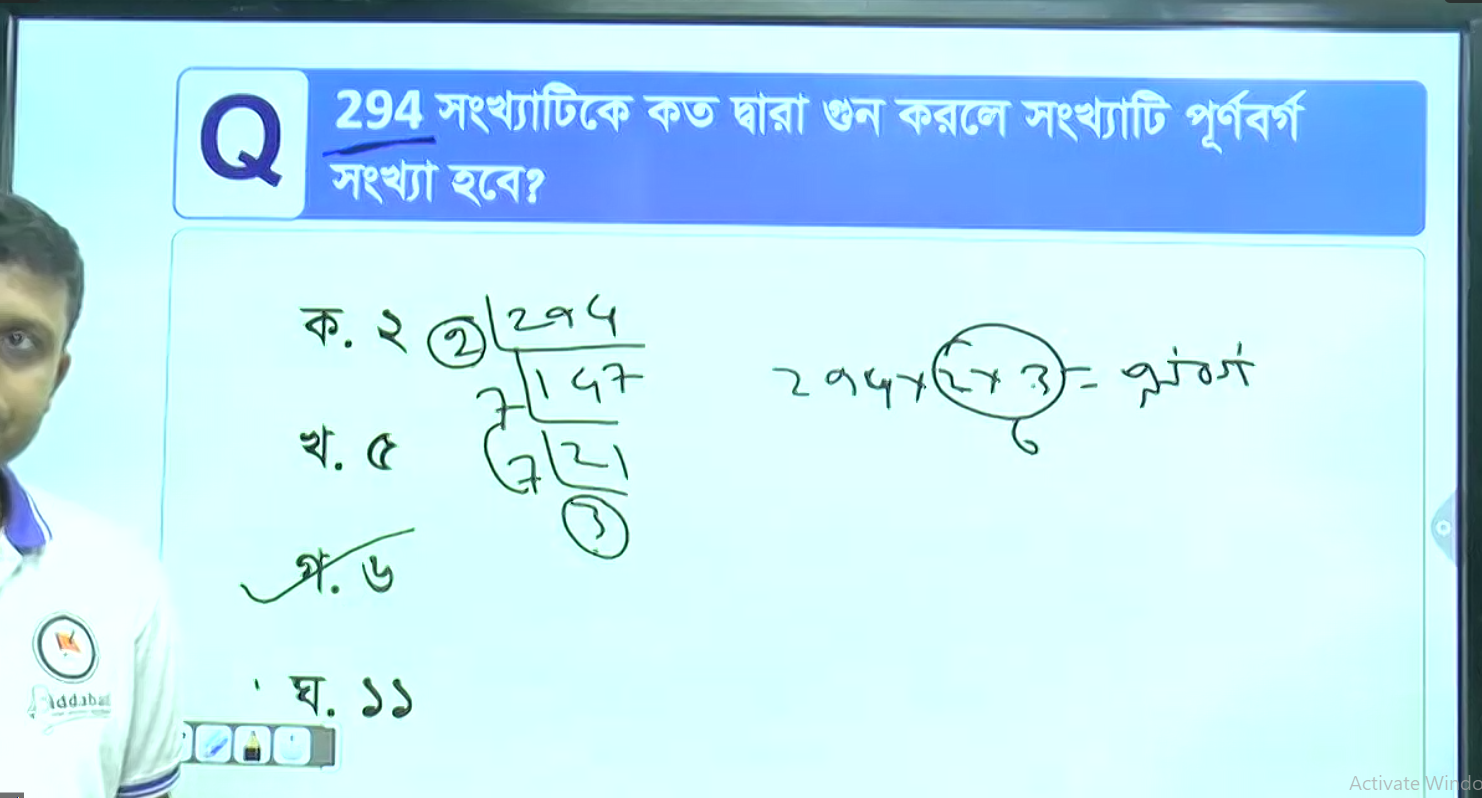 Q
294 সংখ্যাটিকে কত দ্বারা গুন করলে সংখ্যাটি পূর্ণবর্গ
সংখ্যা হবে?
ক. ২
2 294
7 147
7 21
3
294 × 2 × 3 = পূর্ণবর্গ
6
খ. ৫
গ. ৬
ঘ. ১১
iddaba
Activate Windo